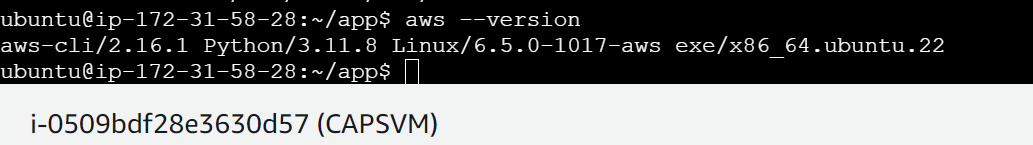 ubuntu@ip-172-31-58-28:~/app$ aws --version
aws-cli/2.16.1 Python/3.11.8 Linux/6.5.0-1017-aws exe/x86_64.ubuntu.22
ubuntu@ip-172-31-58-28:~/app$
i-0509bdf28e3630d57 (CAPSVM)